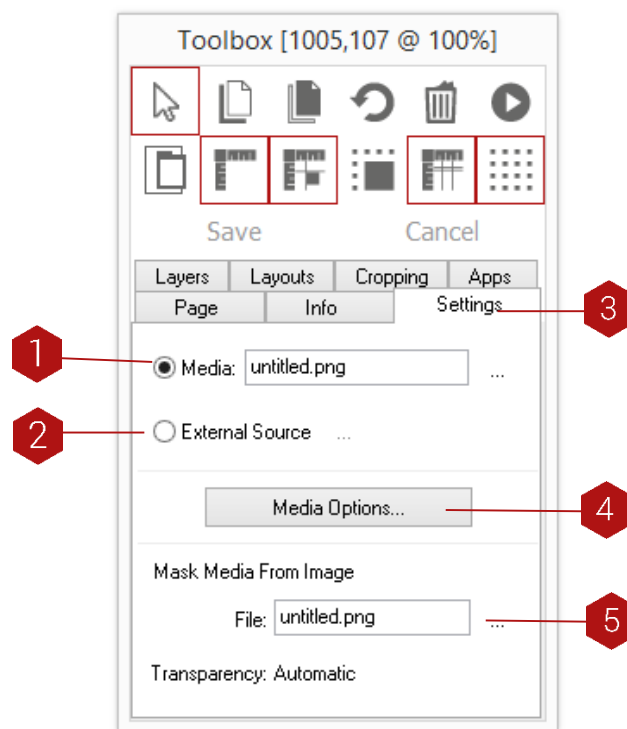 Toolbox [1005,107 @ 100%]
Save Cancel
Layers Layouts Cropping Apps
Page Info Settings
3
1
Media: untitled.png ...
2
External Source ...
Media Options...
4
Mask Media From Image
File: untitled.png ...
5
Transparency: Automatic